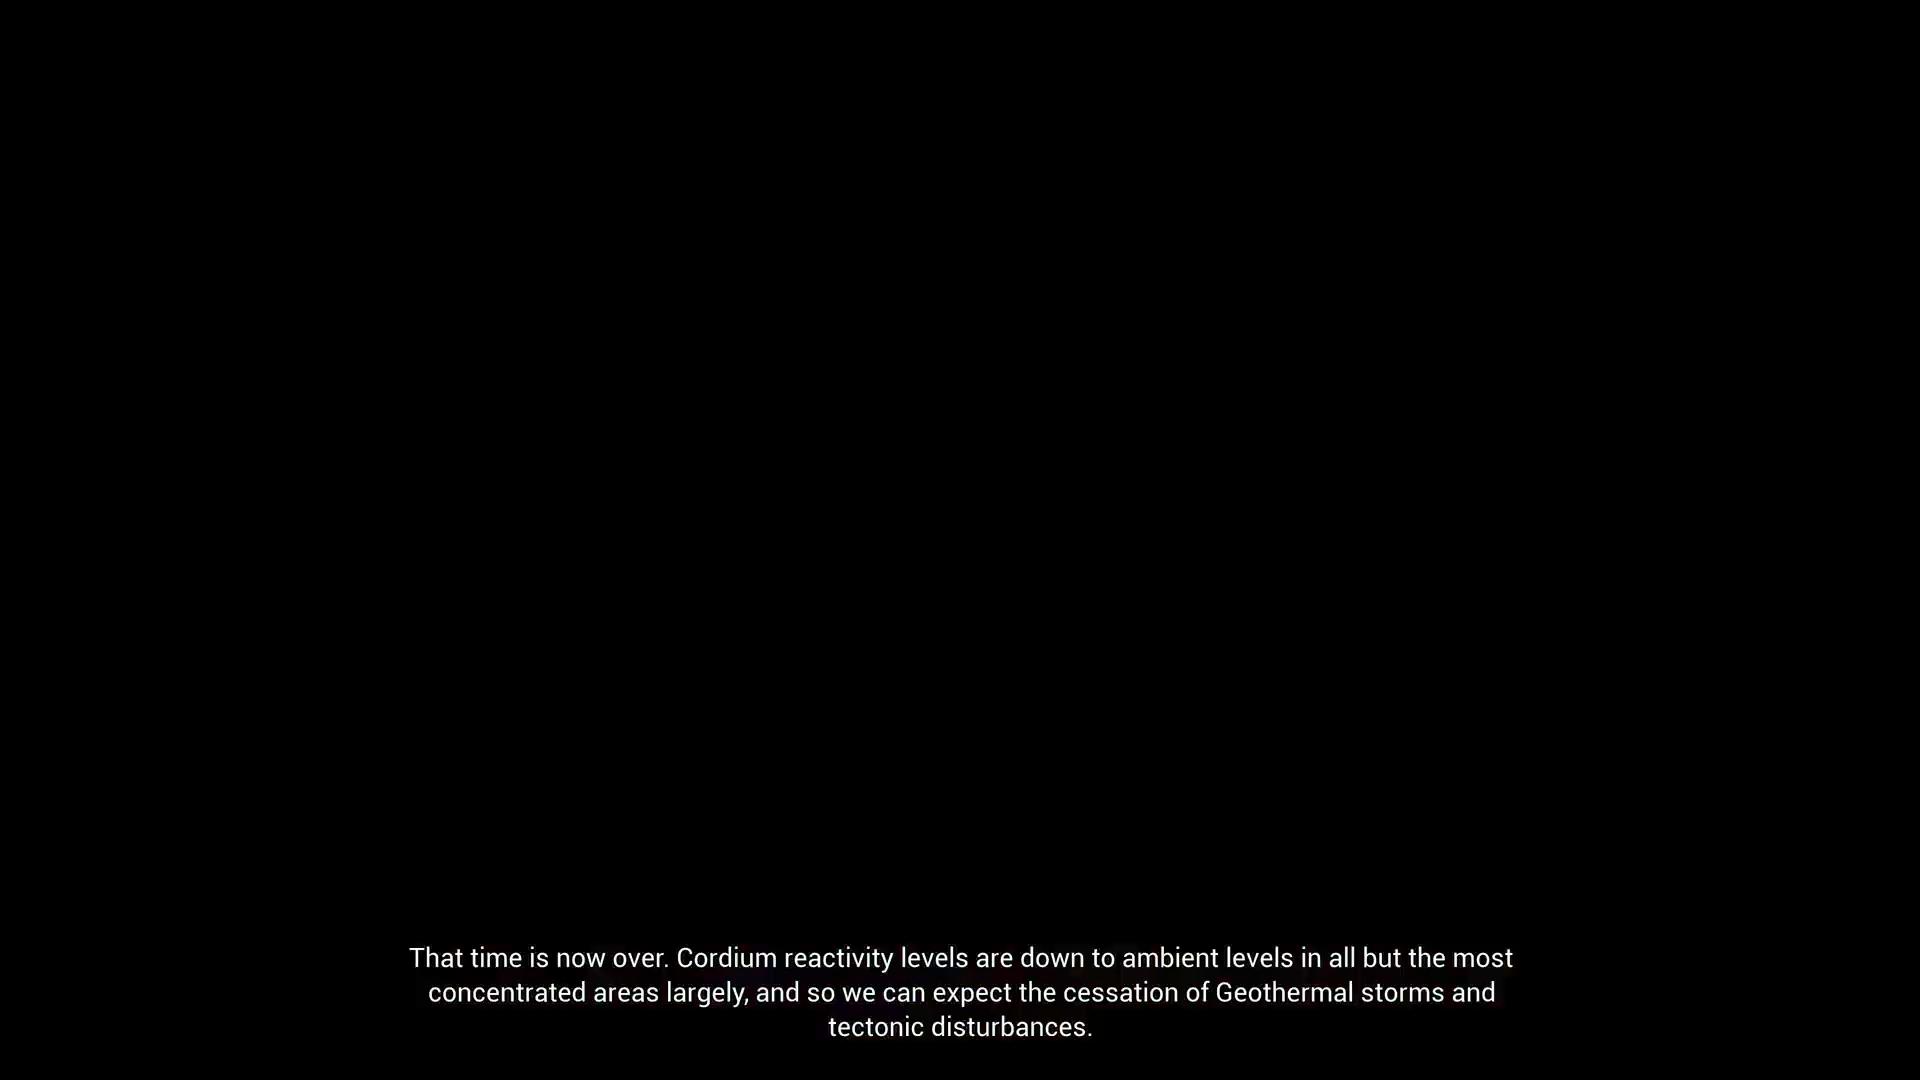 That time is now over. Cordium reactivity levels are down to ambient levels in all but the most
concentrated areas largely, and so we can expect the cessation of Geothermal storms and
tectonic disturbances.